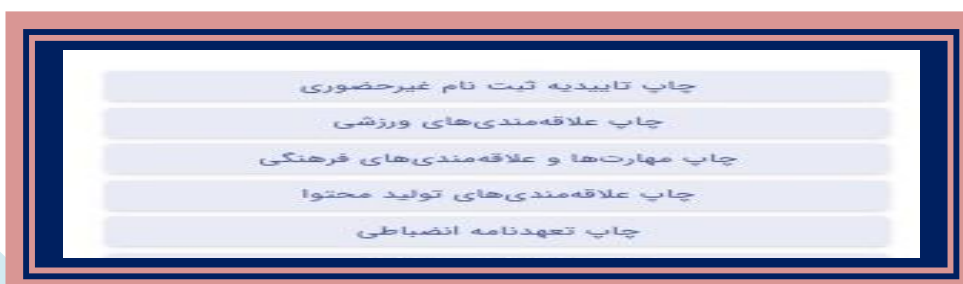 چاپ تاییدیه ثبت نام غیرحضوری
چاپ علاقه‌مندی‌های ورزشی
چاپ مهارت‌ها و علاقه‌مندی‌های فرهنگی
چاپ علاقه‌مندی‌های تولید محتوا
چاپ تعهدنامه انضباطی